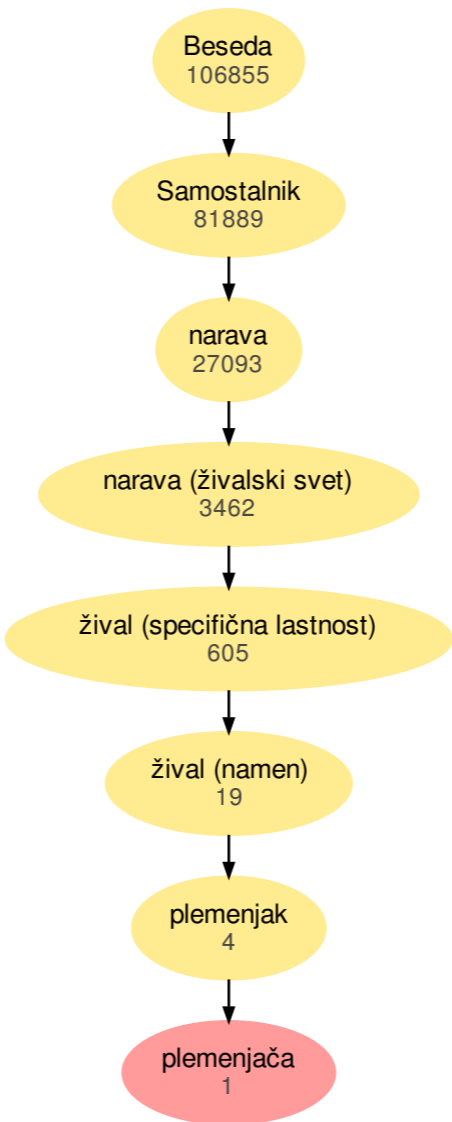 Beseda
106855
Samostalnik
81889
narava
27093
narava (živalski svet)
3462
žival (specifična lastnost)
605
žival (namen)
19
plemenjak
4
plemenjača
1